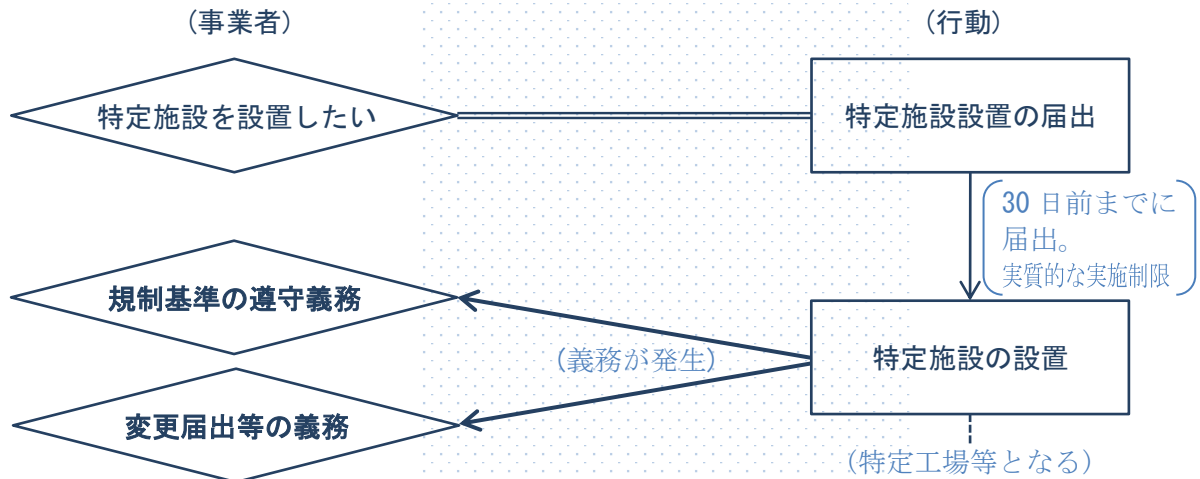 （事業者）
（行動）
特定施設を設置したい
特定施設設置の届出
30 日前までに
届出。
実質的な実施制限
規制基準の遵守義務
（義務が発生）
特定施設の設置
変更届出等の義務
（特定工場等となる）